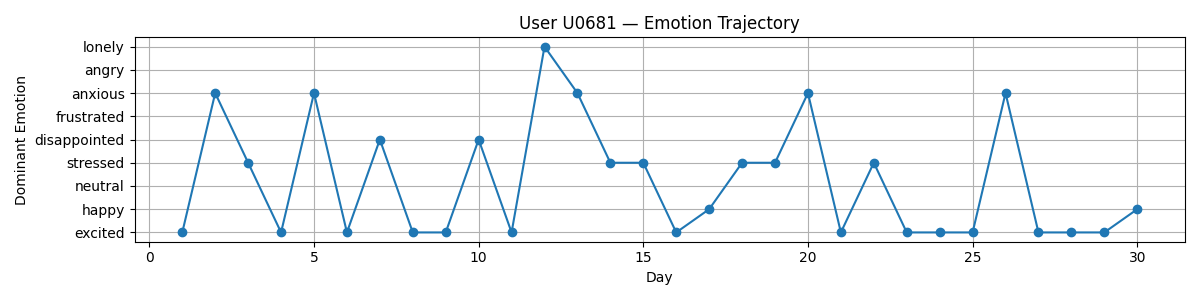 User U0681 — Emotion Trajectory
Dominant Emotion
lonely
angry
anxious
frustrated
disappointed
stressed
neutral
happy
excited
0 5 10 15 20 25 30
Day